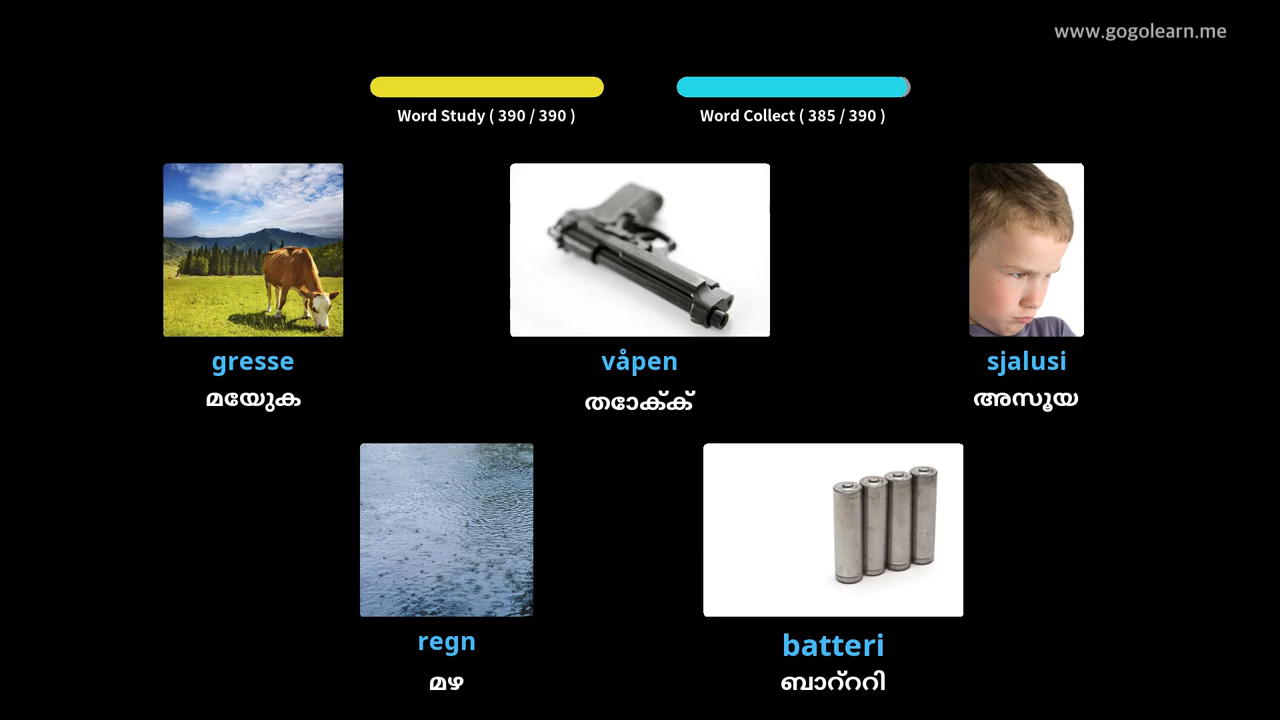 www.gogolearn.me
Word Study ( 390 / 390 )
Word Collect ( 385 / 390 )
gresse
våpen
sjalusi
മയേുക
തോക്ക്
അസൂയ
regn
batteri
മഴ
ബാറ്ററി